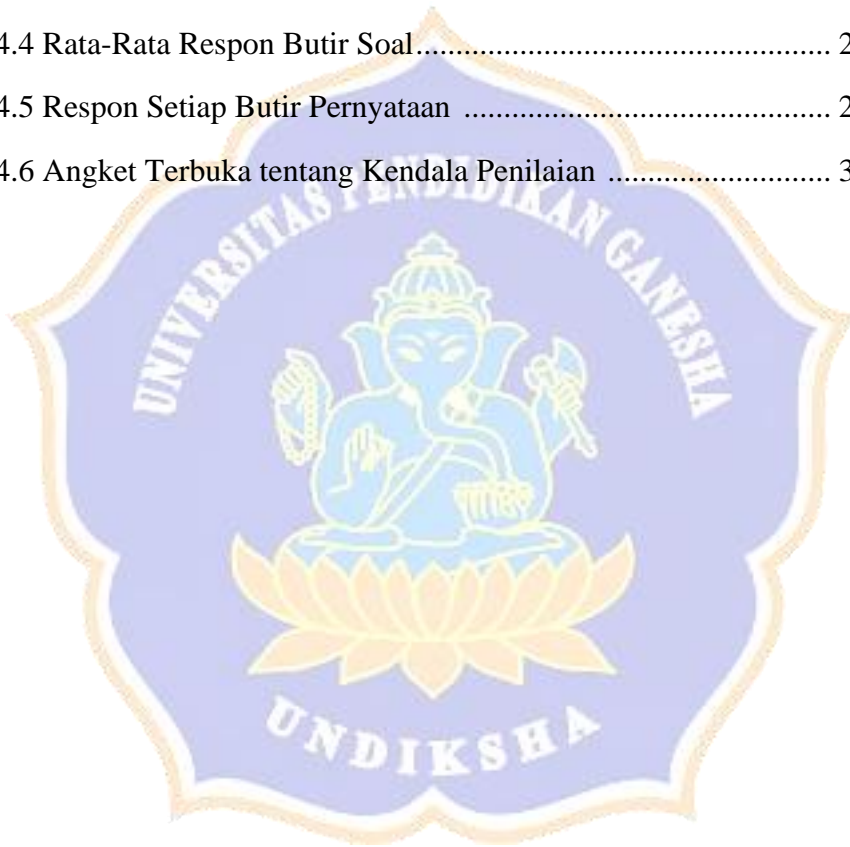 4.4 Rata-Rata Respon Butir Soal.................................................... 2
4.5 Respon Setiap Butir Pernyataan .............................................. 2
4.6 Angket Terbuka tentang Kendala Penilaian ............................ 3
UNIVERSITAS PENDIDIKAN GANESHA
UNDIKSHA